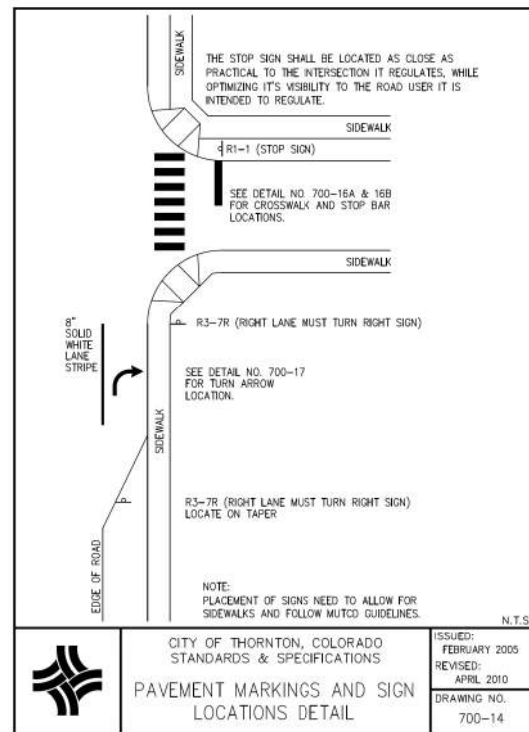 SIDEWALK
THE STOP SIGN SHALL BE LOCATED AS CLOSE AS
PRACTICAL TO THE INTERSECTION IT REGULATES, WHILE
OPTIMIZING IT'S VISIBILITY TO THE ROAD USER IT IS
INTENDED TO REGULATE.
SIDEWALK
R1-1 (STOP SIGN)
SEE DETAIL NO. 700-16A & 16B
FOR CROSSWALK AND STOP BAR
LOCATIONS.
SIDEWALK
R3-7R (RIGHT LANE MUST TURN RIGHT SIGN)
8"
SOLID
WHITE
LANE
STRIPE
SEE DETAIL NO. 700-17
FOR TURN ARROW
LOCATION.
SIDEWALK
R3-7R (RIGHT LANE MUST TURN RIGHT SIGN)
LOCATE ON TAPER
EDGE OF ROAD
NOTE:
PLACEMENT OF SIGNS NEED TO ALLOW FOR
SIDEWALKS AND FOLLOW MUTCD GUIDELINES.
N.T.S
CITY OF THORNTON, COLORADO
STANDARDS & SPECIFICATIONS
PAVEMENT MARKINGS AND SIGN
LOCATIONS DETAIL
ISSUED:
FEBRUARY 2005
REVISED:
APRIL 2010
DRAWING NO.
700-14